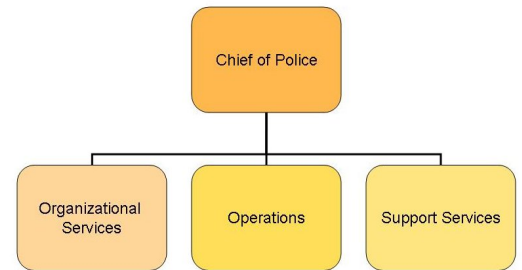 Chief of Police
Organizational
Services
Operations
Support Services